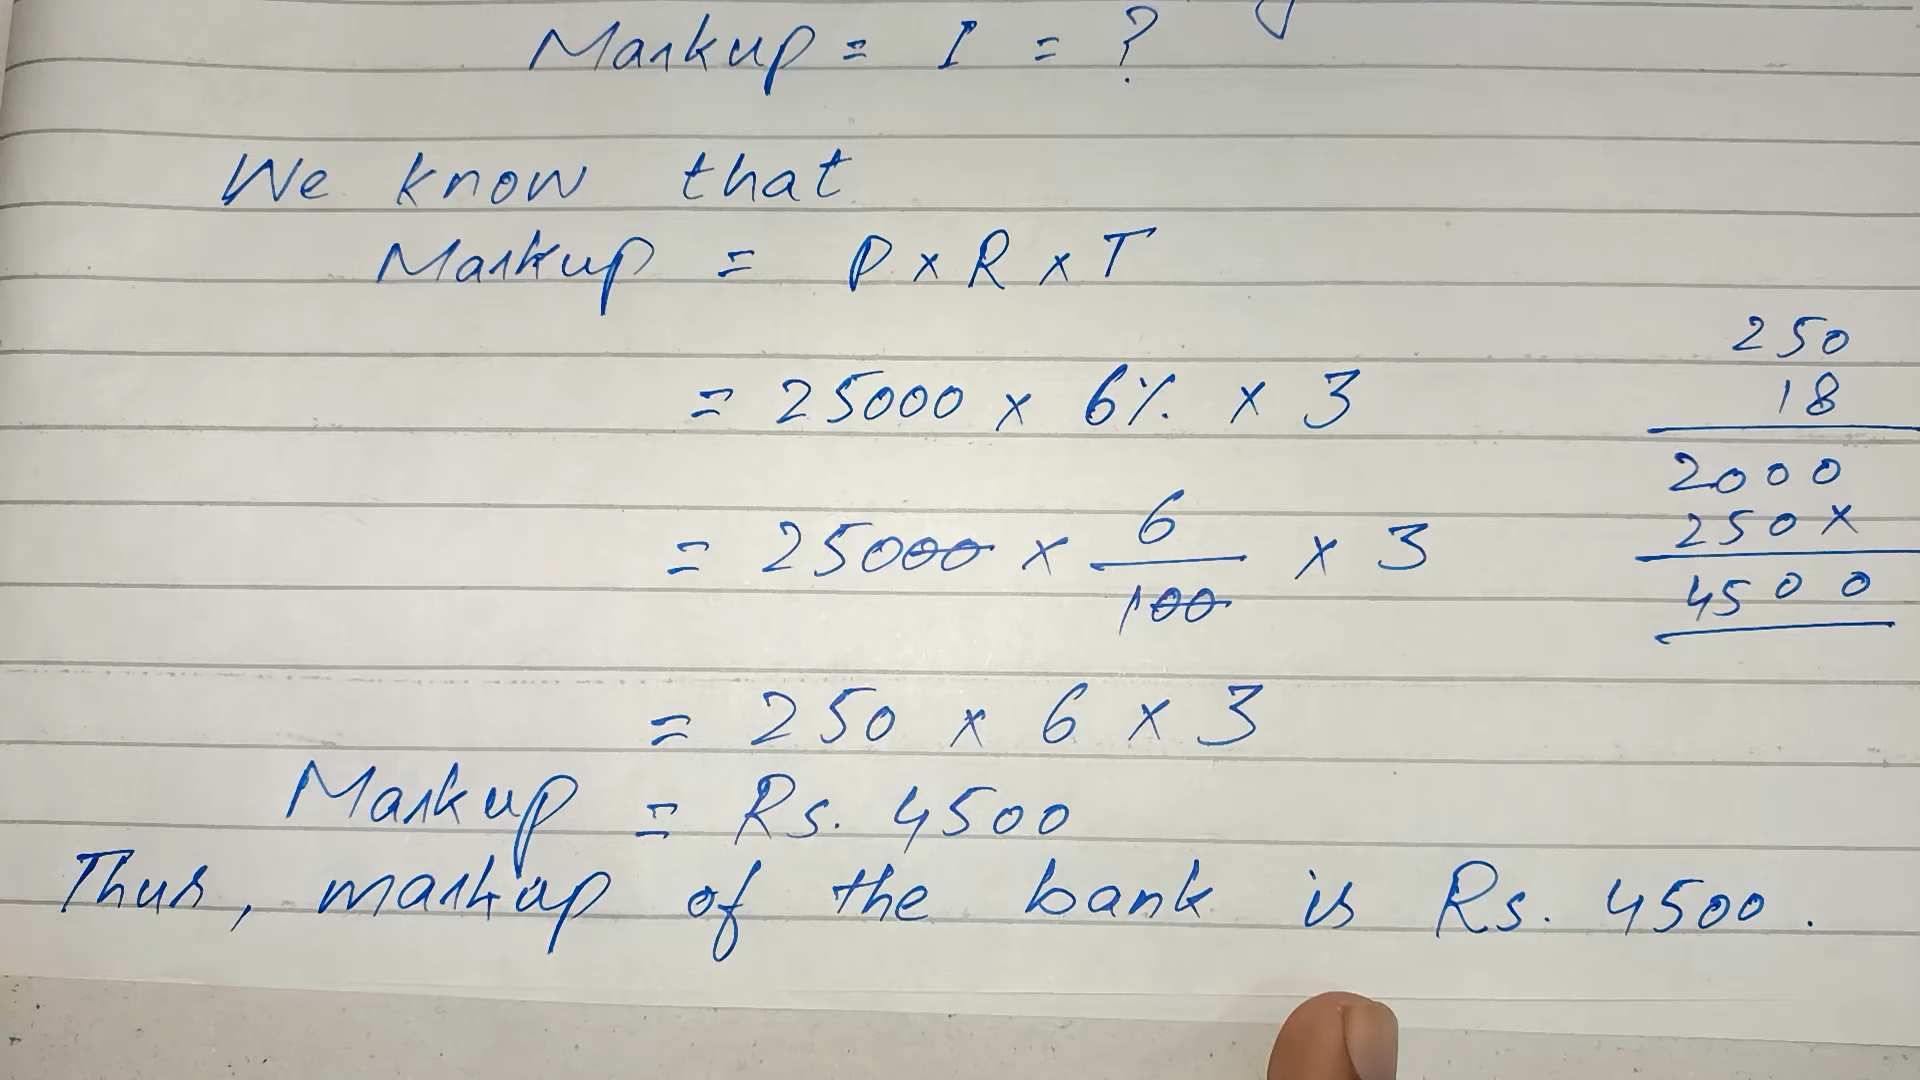 Markup = I = ?
We know that
Markup = P x R x T
= 25000 x 6% x 3
= 25000 x 6/100 x 3
= 250 x 6 x 3
Markup = Rs. 4500
Thus, markup of the bank is Rs. 4500.
250
18
2000
250x
4500